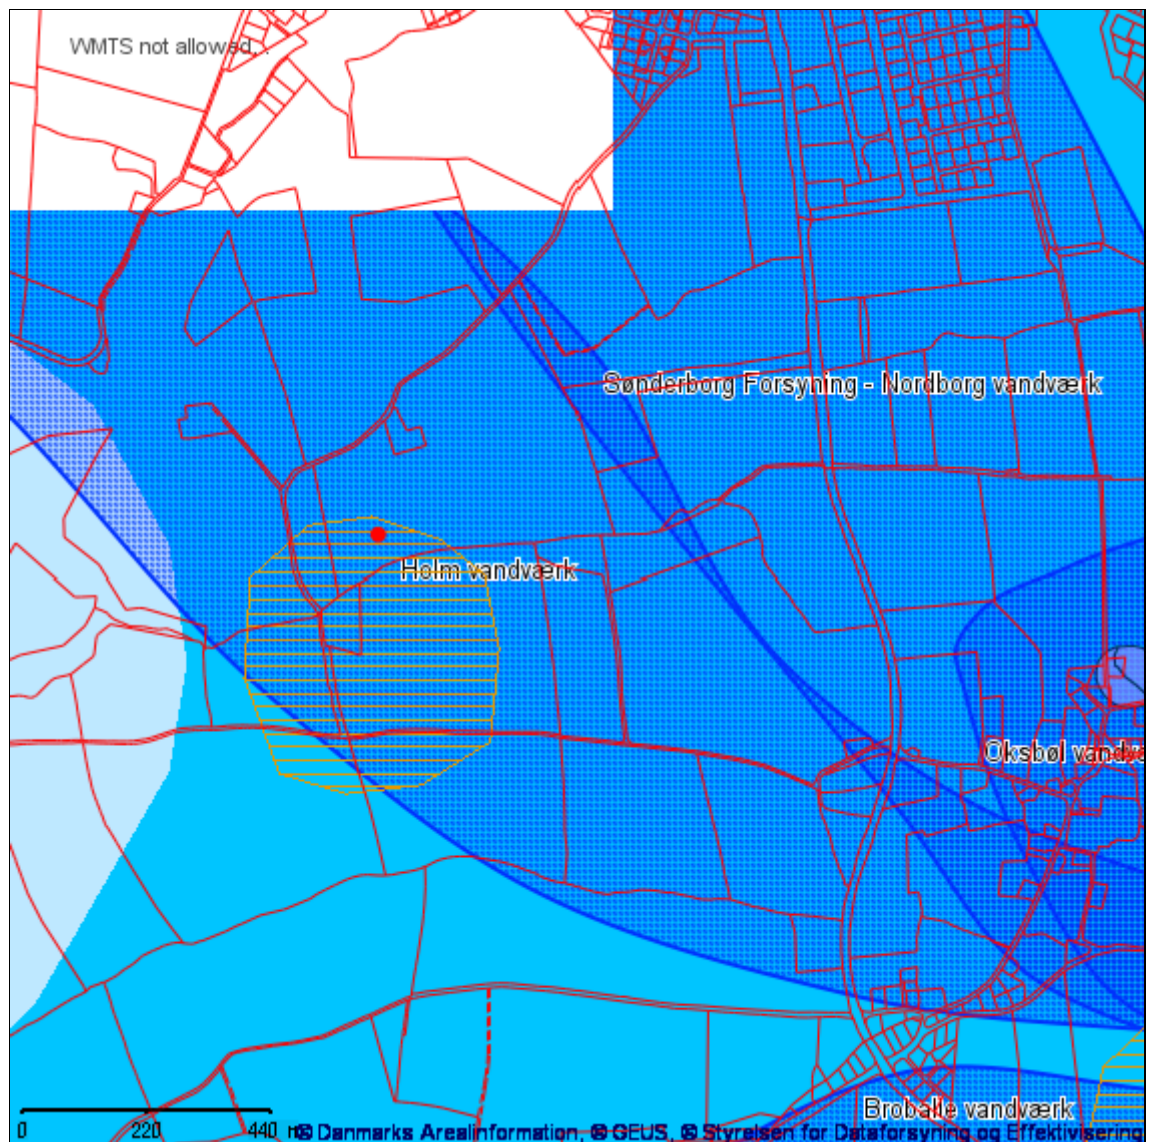 WMTS not allowed...
Sønderborg Forsyning - Nordborg vandværk
Holm vandværk
Oksbøl
Broballe vandværk
0 220 440
© Danmarks Arealinformation, © GEUS, © Styrelsen for Dataforsyning og Effektivisering